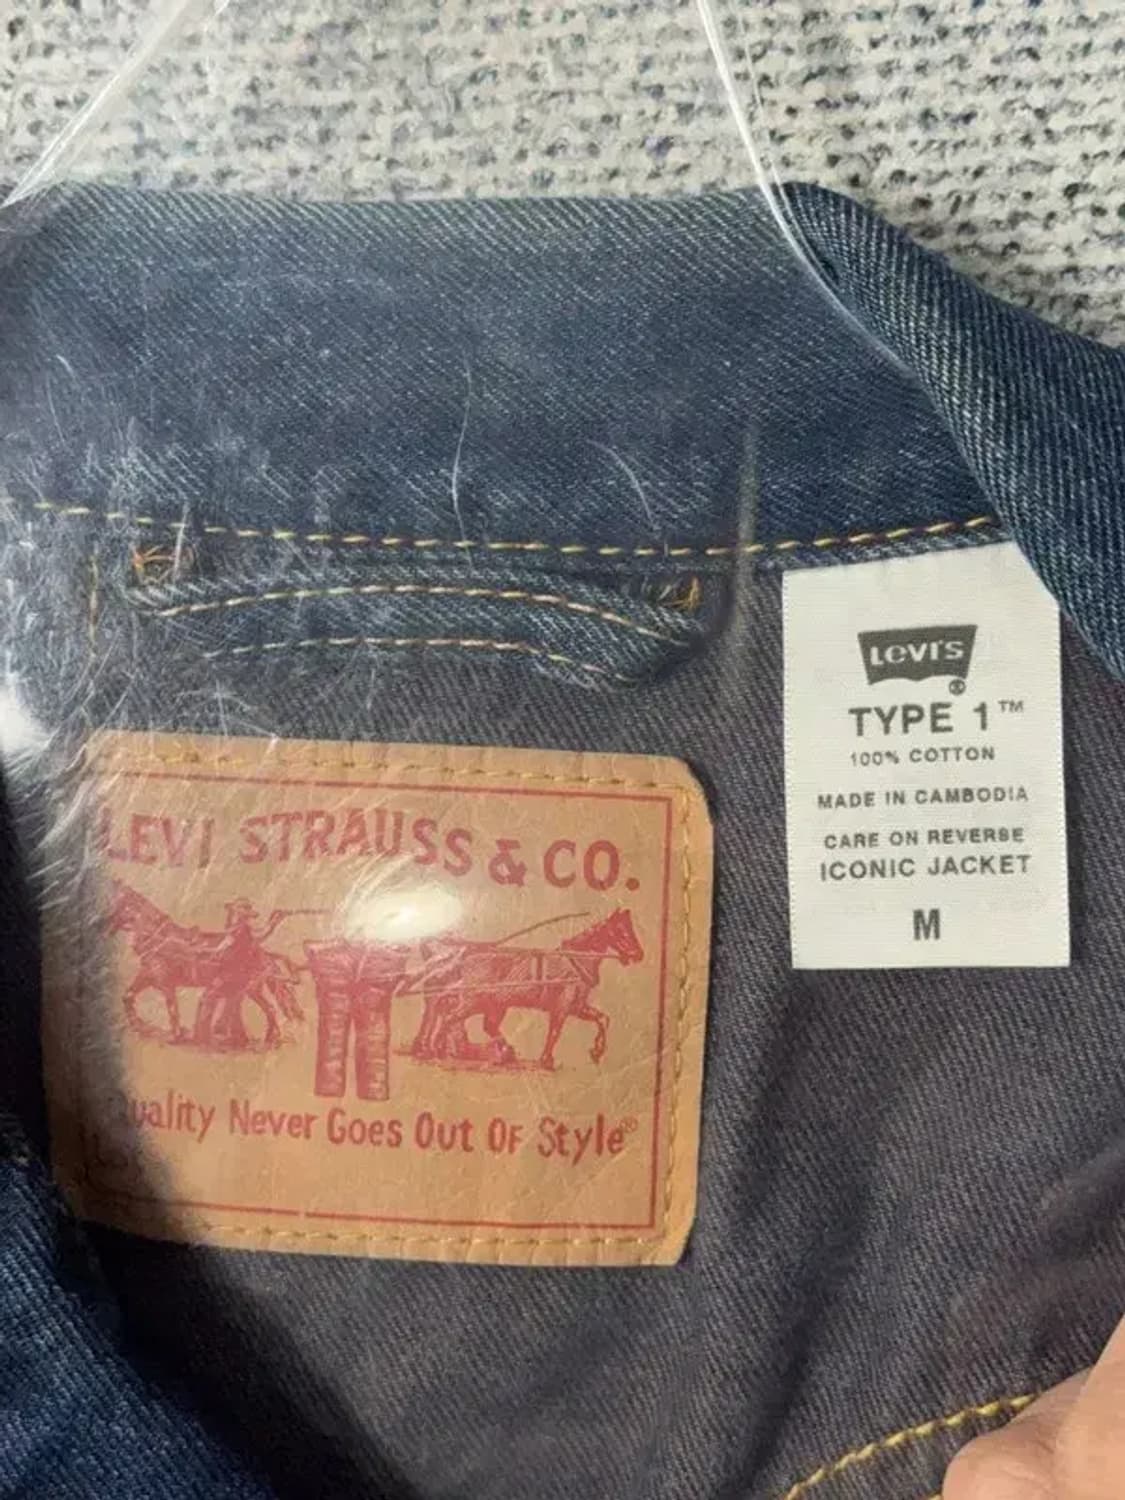 LEVI STRAUSS & CO.
uality Never Goes Out Of Style®
LEVI'S
®
TYPE 1™
100% COTTON
MADE IN CAMBODIA
CARE ON REVERSE
ICONIC JACKET
M